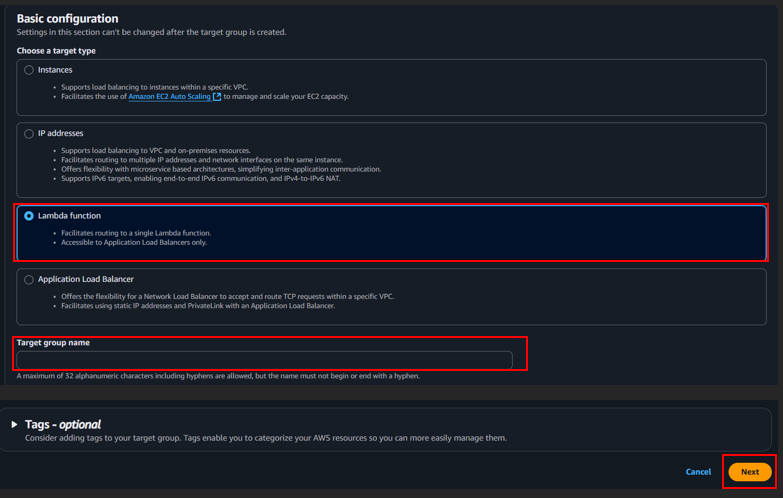 Basic configuration
Settings in this section can't be changed after the target group is created.
Choose a target type
Instances
• Supports load balancing to instances within a specific VPC.
• Facilitates the use of Amazon EC2 Auto Scaling to manage and scale your EC2 capacity.
IP addresses
• Supports load balancing to VPC and on-premises resources.
• Facilitates routing to multiple IP addresses and network interfaces on the same instance.
• Offers flexibility with microservice based architectures, simplifying inter-application communication.
• Supports IPv6 targets, enabling end-to-end IPv6 communication, and IPv4-to-IPv6 NAT.
Lambda function
• Facilitates routing to a single Lambda function.
• Accessible to Application Load Balancers only.
Application Load Balancer
• Offers the flexibility for a Network Load Balancer to accept and route TCP requests within a specific VPC.
• Facilitates using static IP addresses and PrivateLink with an Application Load Balancer.
Target group name
A maximum of 32 alphanumeric characters including hyphens are allowed, but the name must not begin or end with a hyphen.
Tags - optional
Consider adding tags to your target group. Tags enable you to categorize your AWS resources so you can more easily manage them.
Cancel
Next